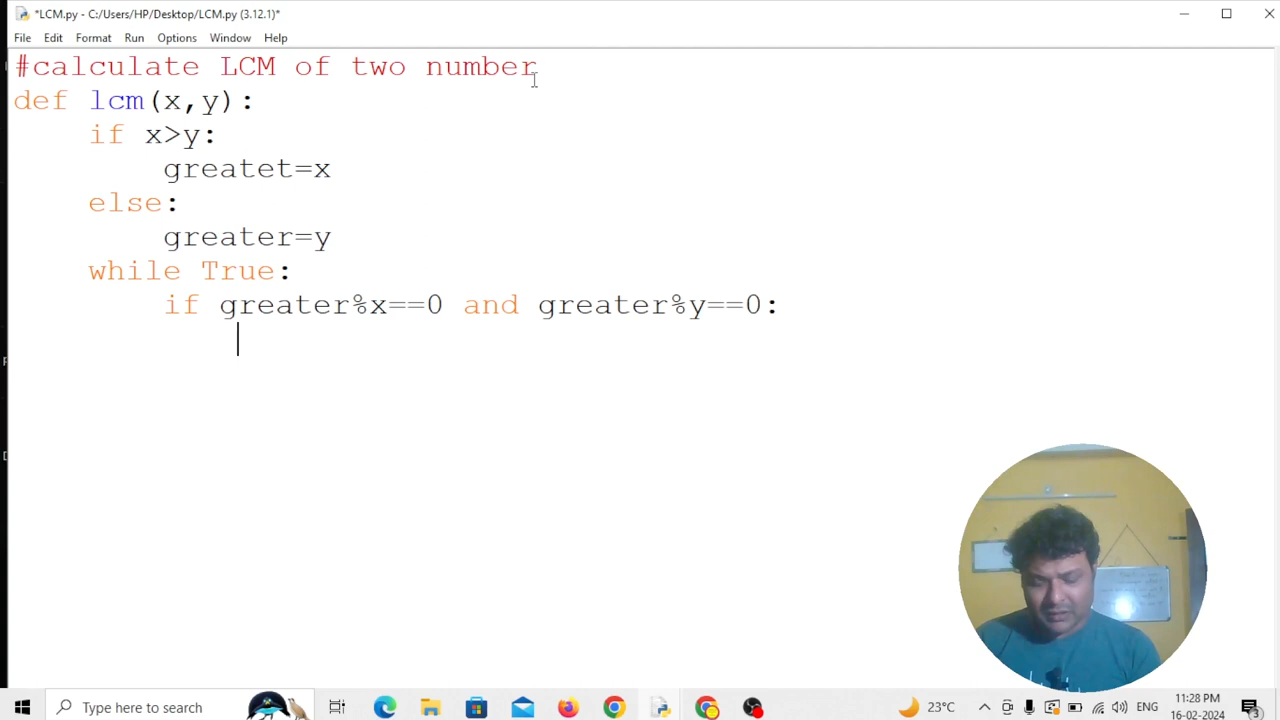 *LCM.py - C:/Users/HP/Desktop/LCM.py (3.12.1)*
File Edit Format Run Options Window Help
#calculate LCM of two number
def lcm(x,y):
    if x>y:
        greatet=x
    else:
        greater=y
    while True:
        if greater%x==0 and greater%y==0:
Type here to search
23°C
ENG
11:28 PM
16-02-2024
3